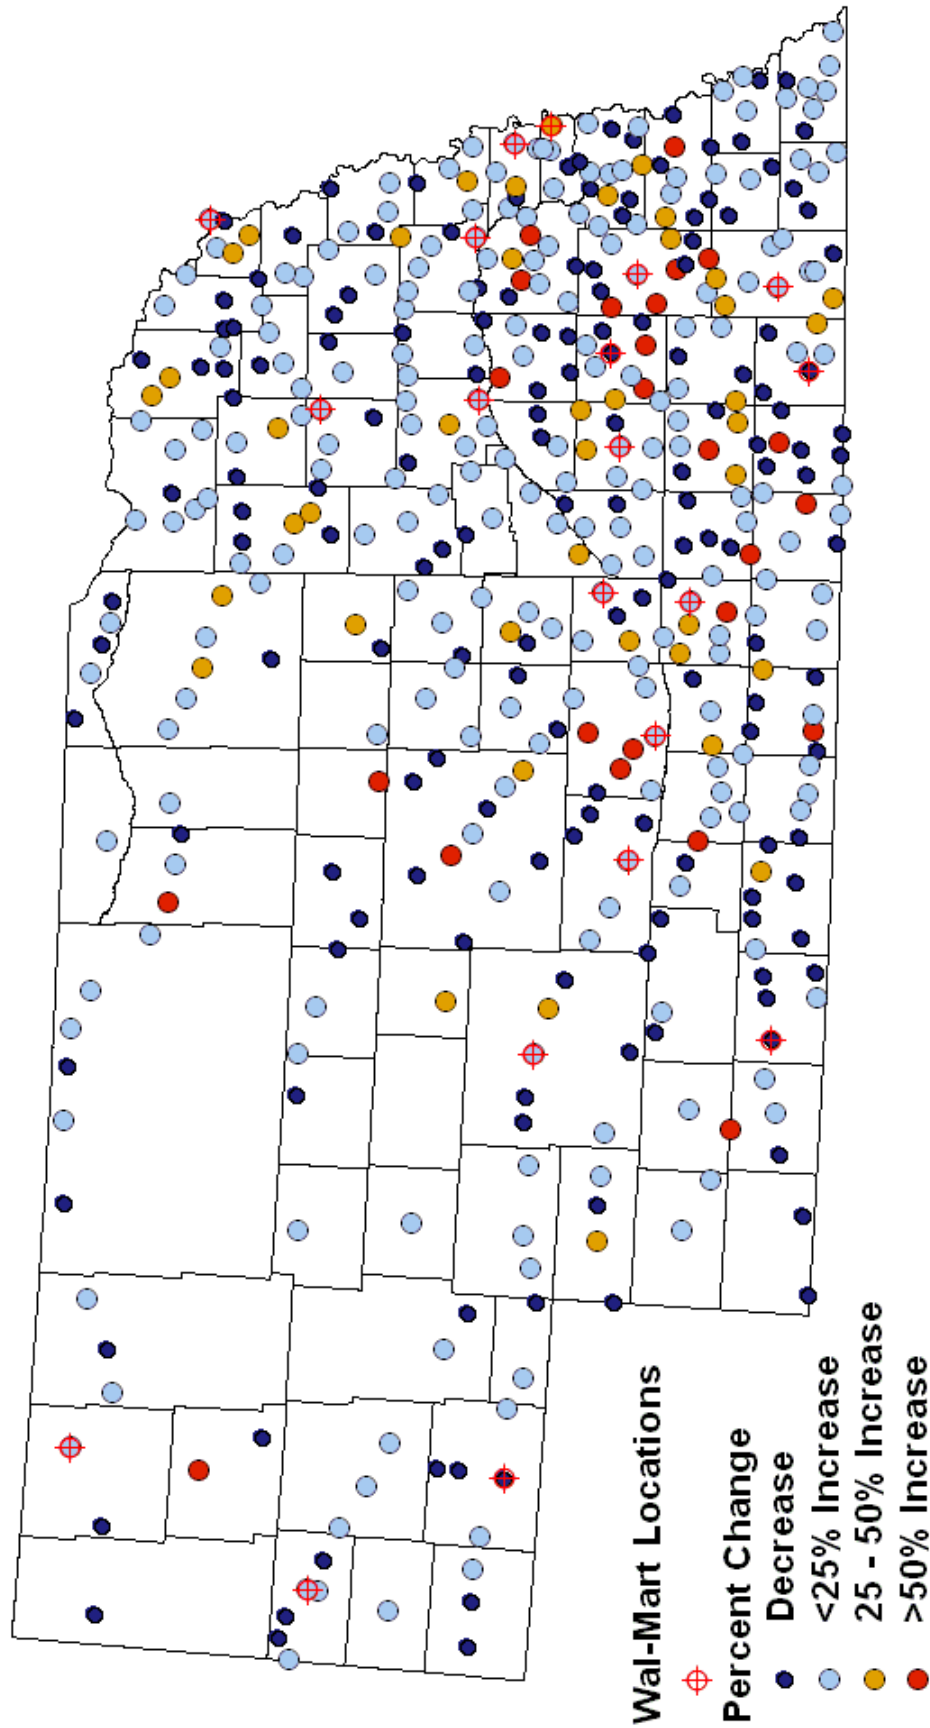 Wal-Mart Locations
Percent Change
Decrease
<25% Increase
25 - 50% Increase
>50% Increase